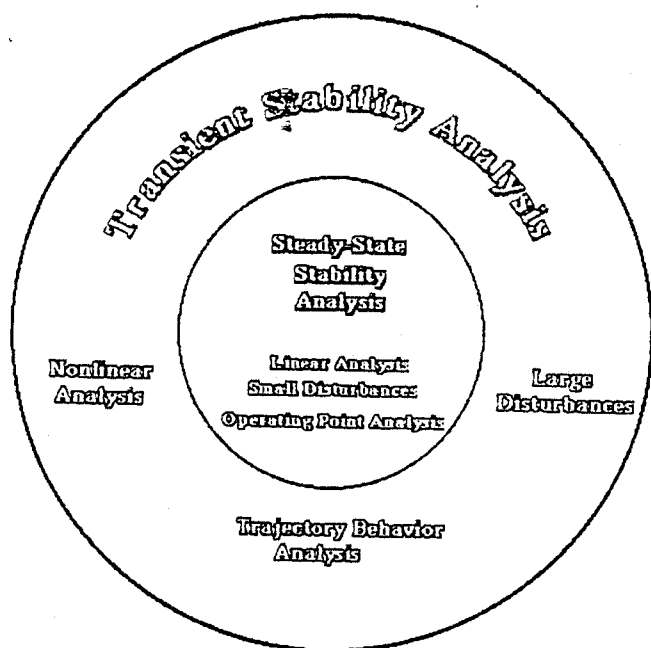 Transient Stability Analysis
Steady-State
Stability
Analysis
Linear Analysis
Small Disturbances
Operating Point Analysis
Nonlinear
Analysis
Large
Disturbances
Trajectory Behavior
Analysis